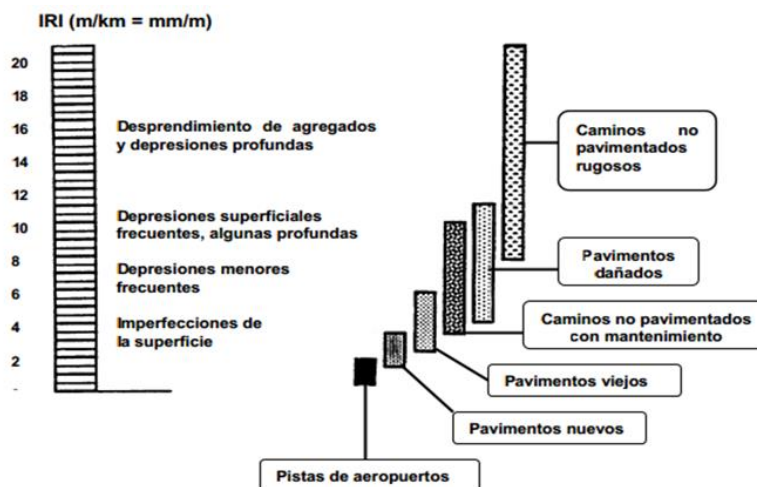 IRI (m/km = mm/m)
20
18
16
14
12
10
8
6
4
2
-
Desprendimiento de agregados
y depresiones profundas
Depresiones superficiales
frecuentes, algunas profundas
Depresiones menores
frecuentes
Imperfecciones de
la superficie
Caminos no
pavimentados
rugosos
Pavimentos
dañados
Caminos no pavimentados
con mantenimiento
Pavimentos viejos
Pavimentos nuevos
Pistas de aeropuertos